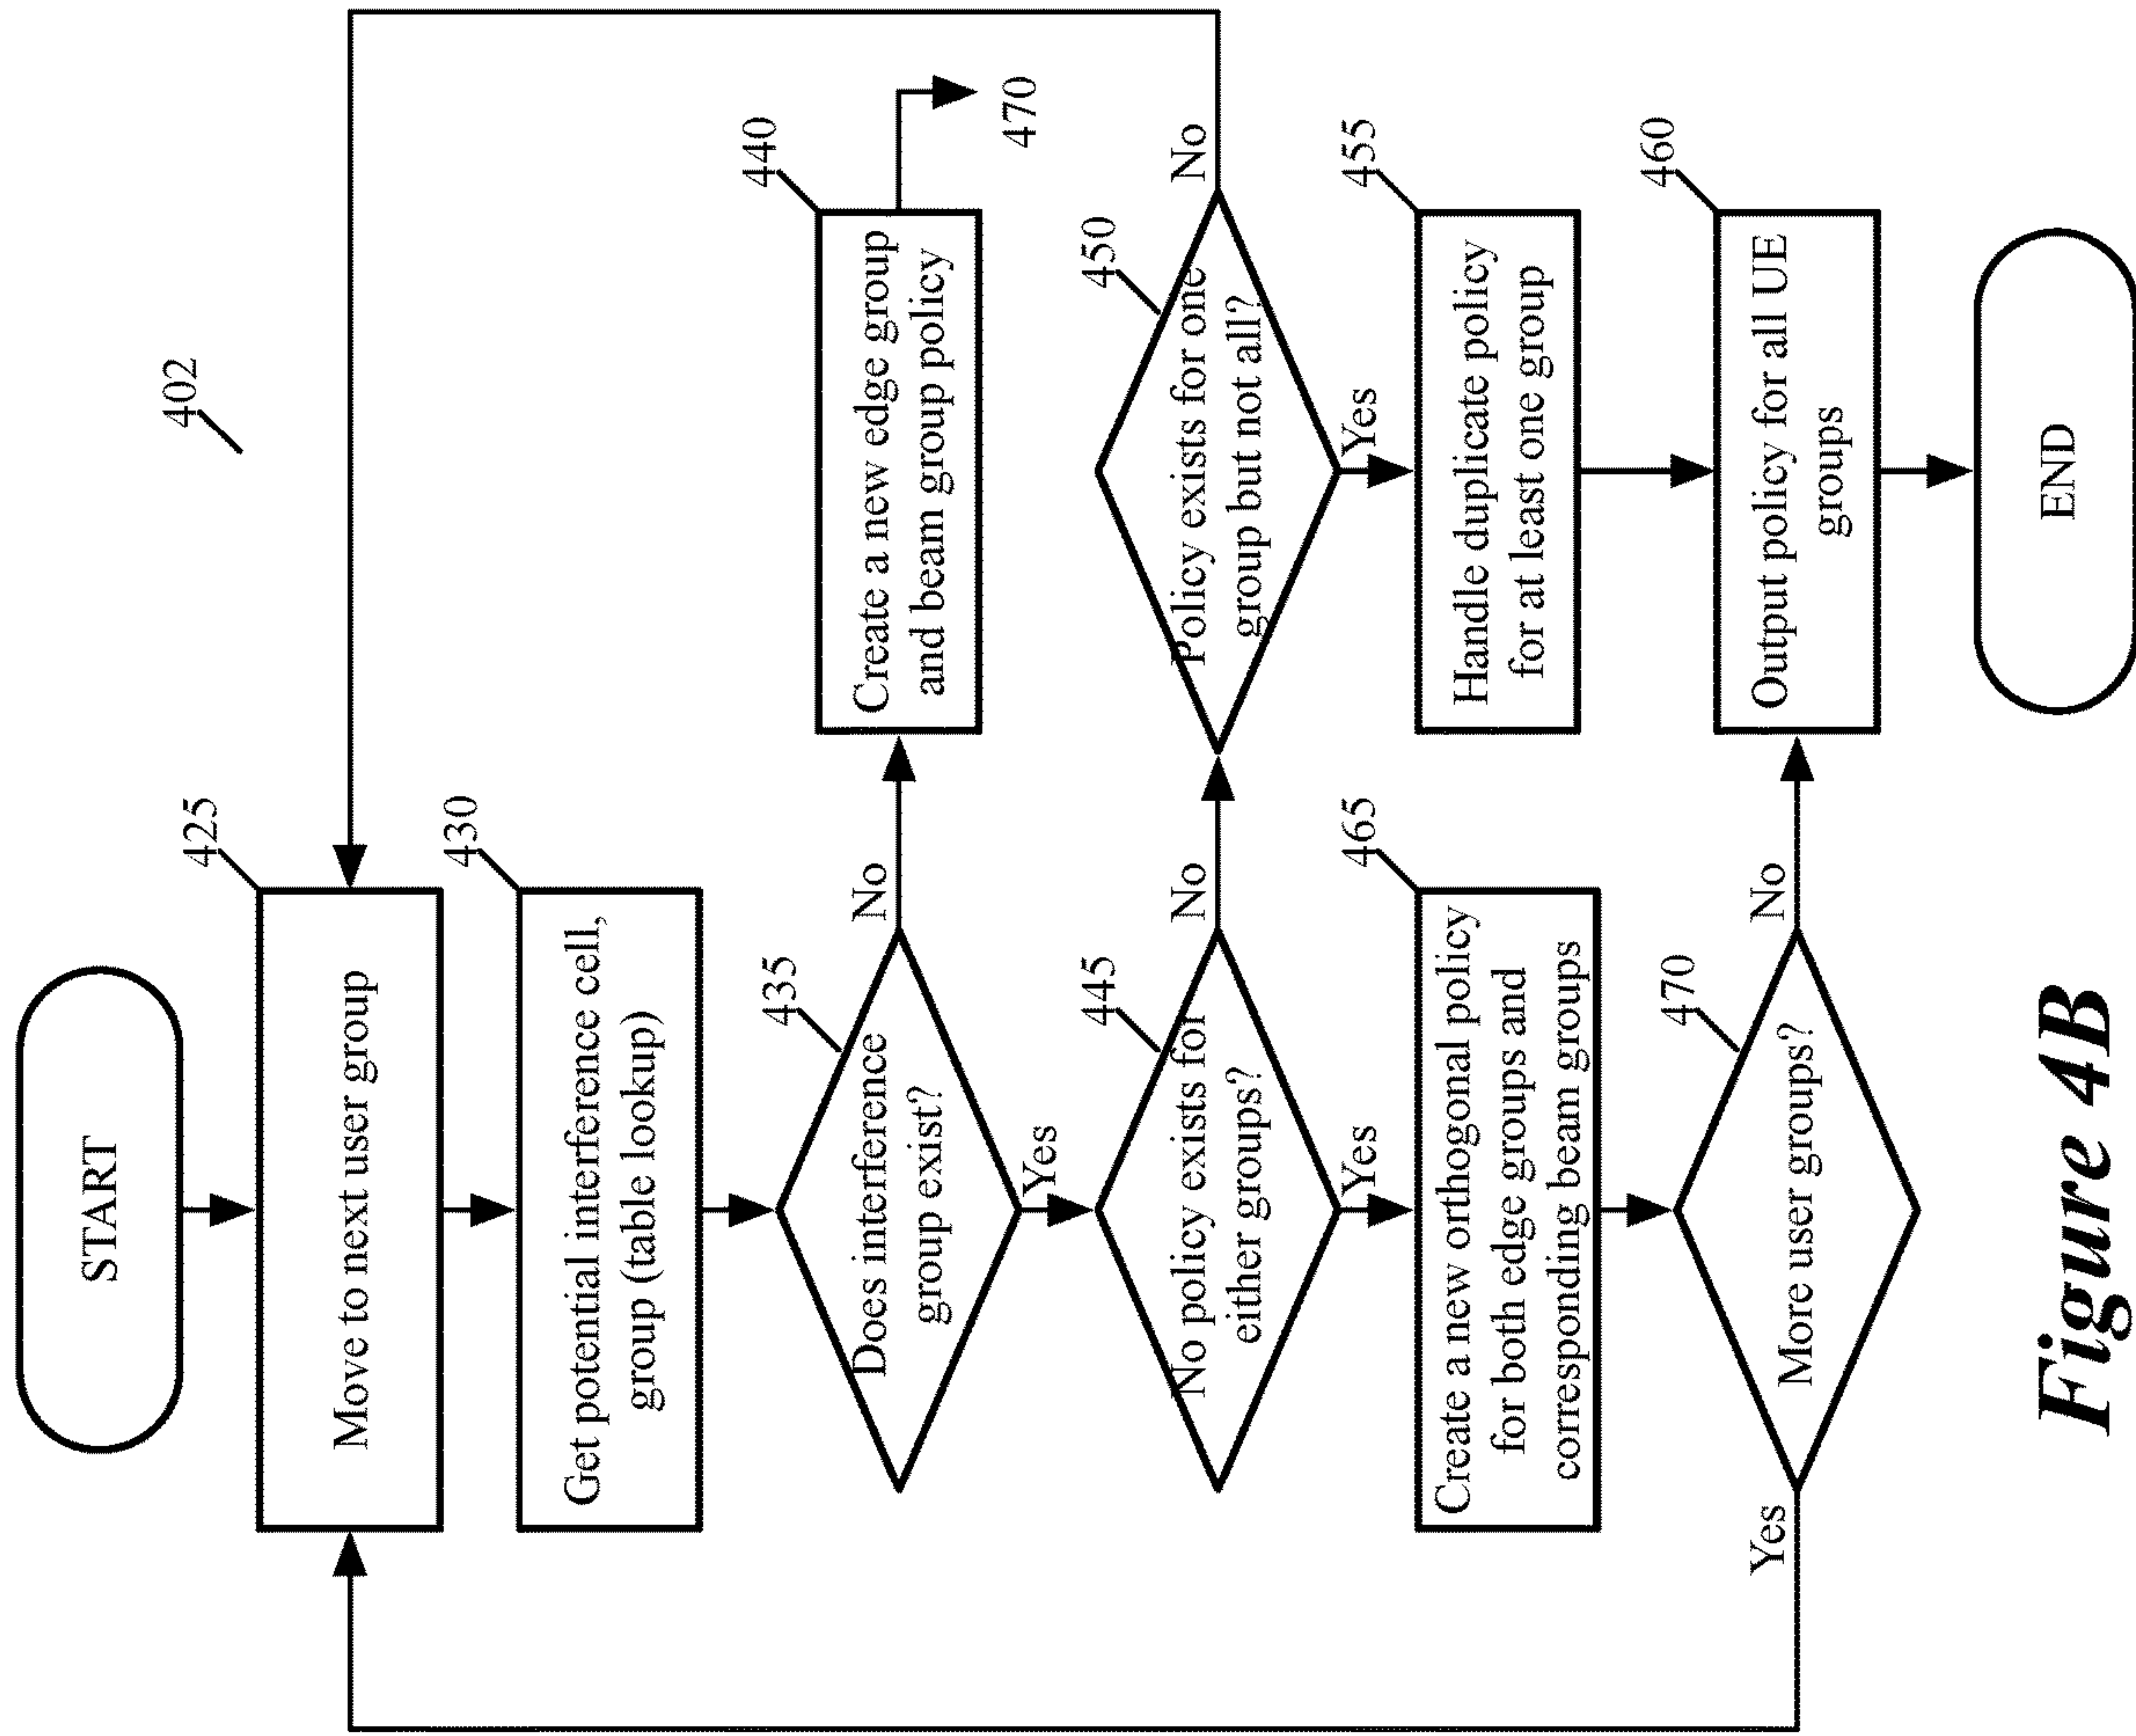 402
START
425
Move to next user group
430
Get potential interference cell,
group (table lookup)
435
Does interference
group exist?
No
440
Create a new edge group
and beam group policy
470
Yes
445
No policy exists for
either groups?
No
450
Policy exists for one
group but not all?
No
Yes
465
Create a new orthogonal policy
for both edge groups and
corresponding beam groups
Yes
455
Handle duplicate policy
for at least one group
470
More user groups?
Yes
No
460
Output policy for all UE
groups
END
Figure 4B